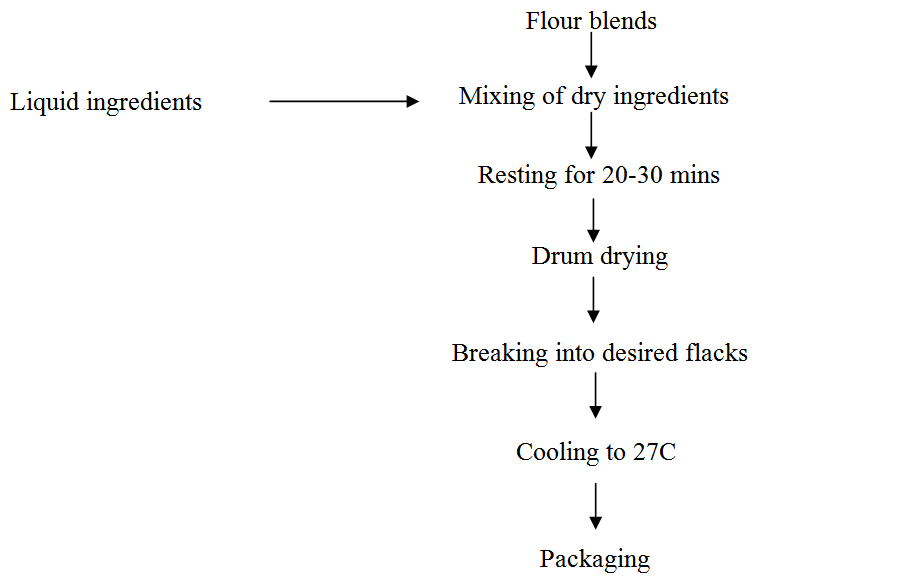 Flour blends
Liquid ingredients
Mixing of dry ingredients
Resting for 20-30 mins
Drum drying
Breaking into desired flacks
Cooling to 27C
Packaging